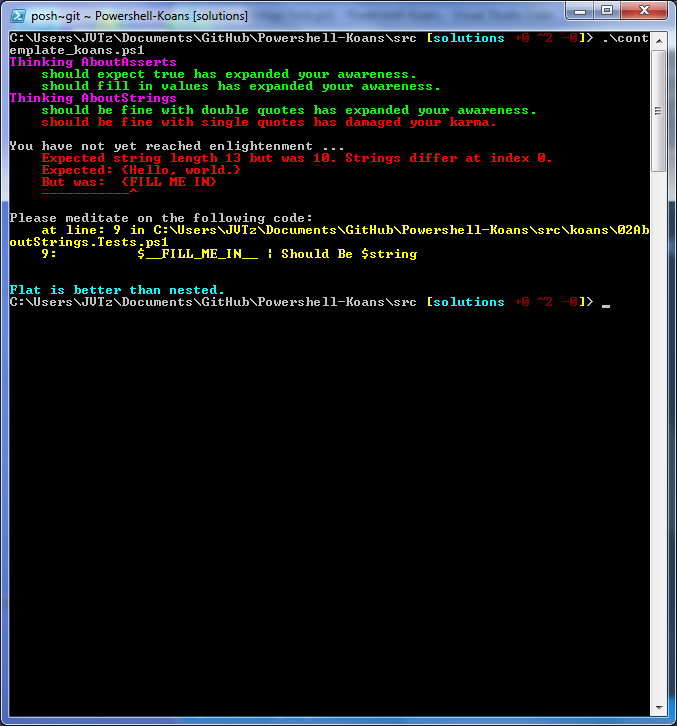 posh~git ~ Powershell-Koans [solutions]
C:\Users\JVTz\Documents\GitHub\Powershell-Koans\src [solutions +0 ~2 -0]> .\cont
emplate_koans.ps1
Thinking AboutAsserts
should expect true has expanded your awareness.
should fill in values has expanded your awareness.
Thinking AboutStrings
should be fine with double quotes has expanded your awareness.
should be fine with single quotes has damaged your karma.
You have not yet reached enlightenment ...
Expected string length 13 but was 10. Strings differ at index 0.
Expected: {Hello, world.}
But was:  {FILL ME IN}
-----------^
Please meditate on the following code:
at line: 9 in C:\Users\JVTz\Documents\GitHub\Powershell-Koans\src\koans\02Ab
outStrings.Tests.ps1
9:          $__FILL_ME_IN__ | Should Be $string
Flat is better than nested.
C:\Users\JVTz\Documents\GitHub\Powershell-Koans\src [solutions +0 ~2 -0]> _